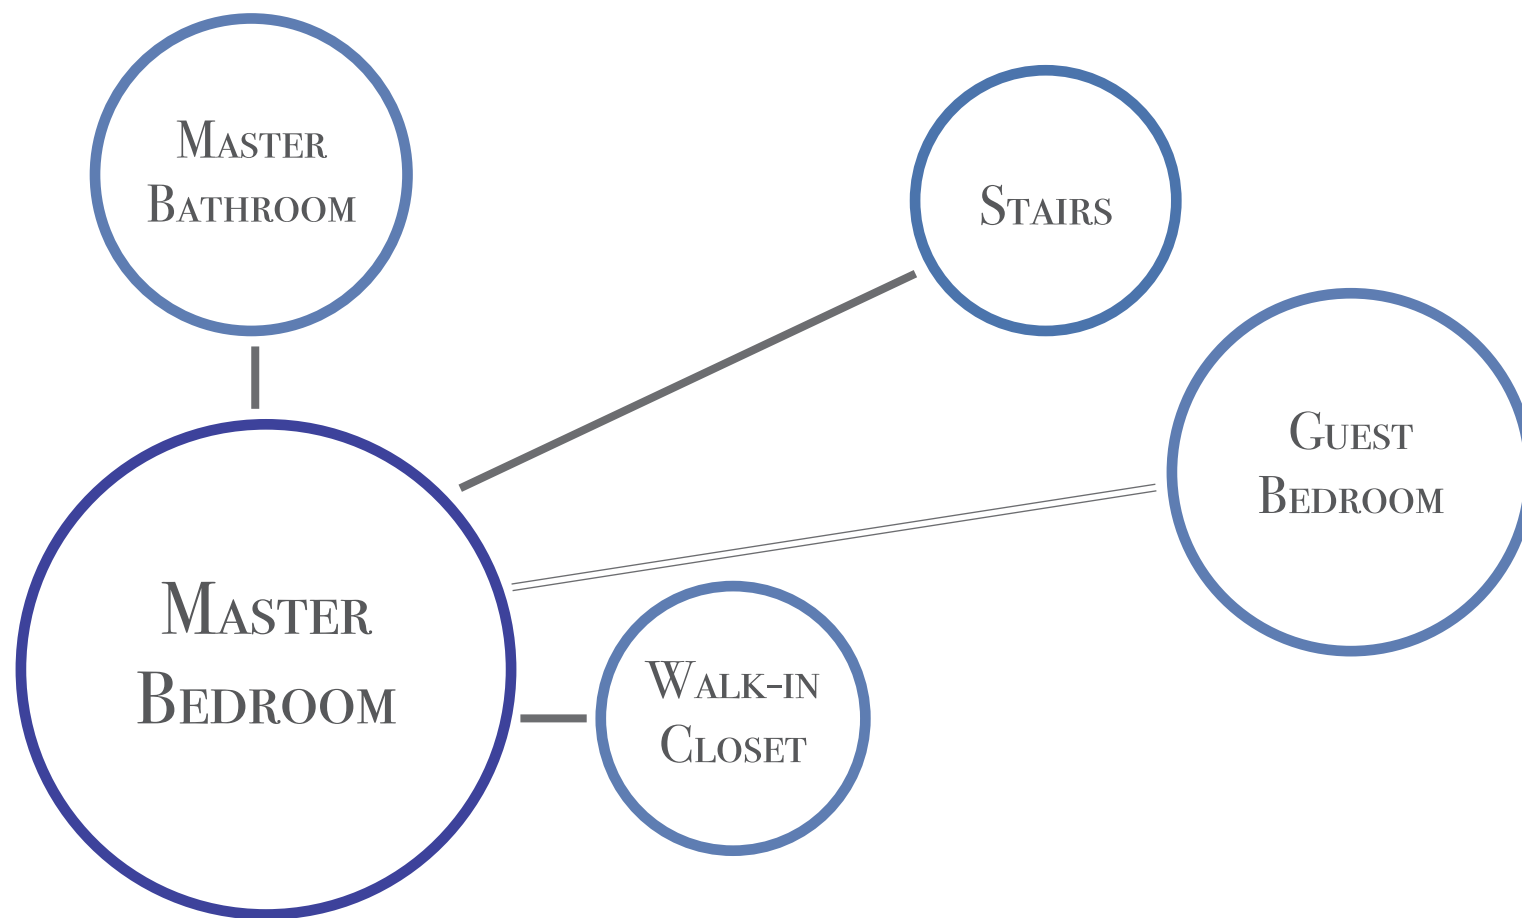 Master
Bathroom
Stairs
Guest
Bedroom
Master
Bedroom
Walk-in
Closet